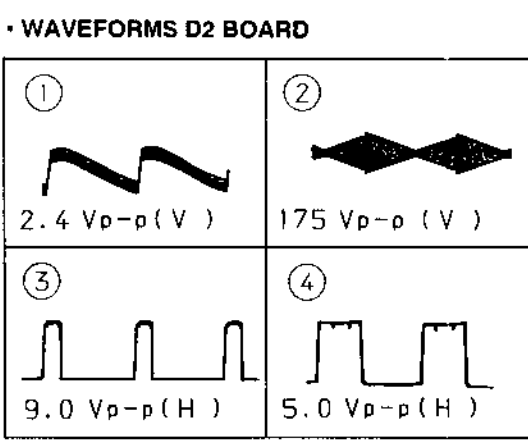 • WAVEFORMS D2 BOARD
1
2
2.4 Vp-p (V )
175 Vp-p (V )
3
4
9.0 Vp-p (H )
5.0 Vp-p (H )